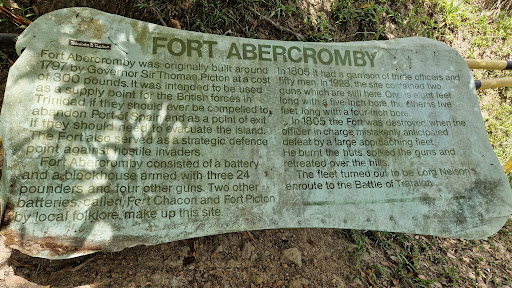 FORT ABERCROMBY
Fort Abercromby was originally built around
1797 by Governor Sir Thomas Picton at a cost
of 300 pounds. It was intended to be used
as a supply point for the British forces in
Trinidad if they should ever be compelled to
abandon Port of Spain and as a point of exit
if they should need to evacuate the island.
The Fort also served as a strategic defence
point against hostile invaders.
Fort Abercromby consisted of a battery
and a blockhouse armed with three 24
pounders and four other guns. Two other
batteries called Fort Chacon and Fort Picton
by local folklore, make up this site.
In 1805 it had a garrison of three officers and
fifty men. In 1928, the site contained two
guns which are still here. One is eight feet
long with a five-inch bore, the other is five
feet long with a four-inch bore.
In 1805, the Fort was destroyed when the
officer in charge mistakenly anticipated
defeat by a large approaching fleet.
He burnt the huts, spiked the guns and
retreated over the hills.
The fleet turned out to be Lord Nelson's
enroute to the Battle of Trafalgar.